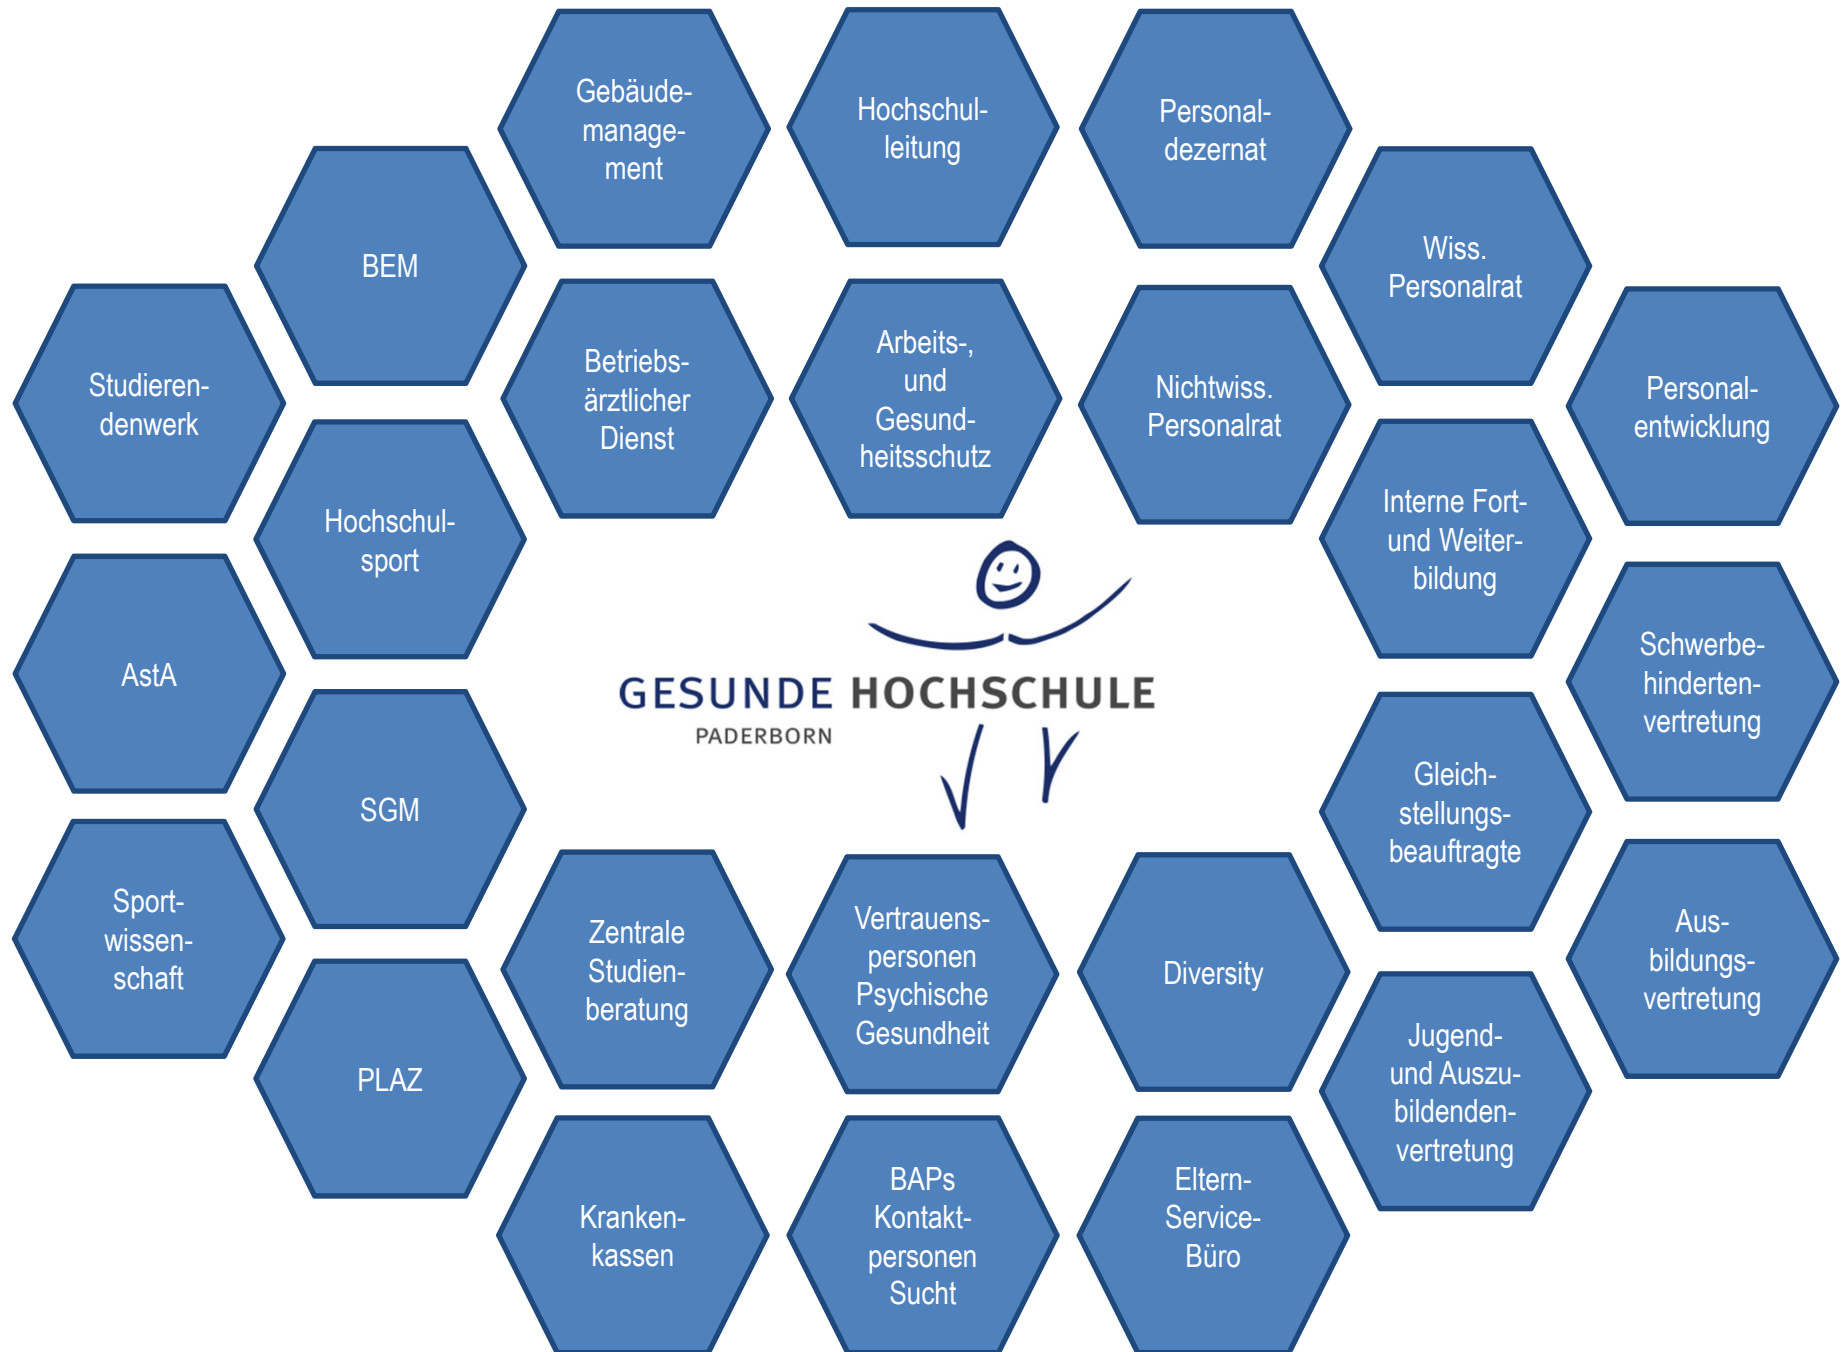 Gebäude-
manage-
ment
Hochschul-
leitung
Personal-
dezernat
BEM
Wiss.
Personalrat
Studieren-
denwerk
Betriebs-
ärztlicher
Dienst
Arbeits-,
und
Gesund-
heitsschutz
Nichtwiss.
Personalrat
Personal-
entwicklung
Hochschul-
sport
Interne Fort-
und Weiter-
bildung
AstA
GESUNDE HOCHSCHULE
PADERBORN
Schwerbe-
hinderten-
vertretung
SGM
Gleich-
stellungs-
beauftragte
Sport-
wissen-
schaft
Zentrale
Studien-
beratung
Vertrauens-
personen
Psychische
Gesundheit
Diversity
Aus-
bildungs-
vertretung
PLAZ
Jugend-
und Auszu-
bildenden-
vertretung
Kranken-
kassen
BAPs
Kontakt-
personen
Sucht
Eltern-
Service-
Büro